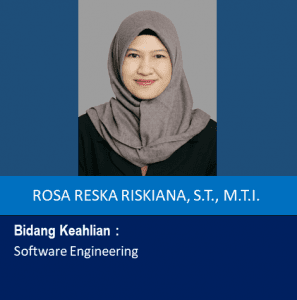 ROSA RESKA RISKIANA, S.T., M.T.I.
Bidang Keahlian :
Software Engineering